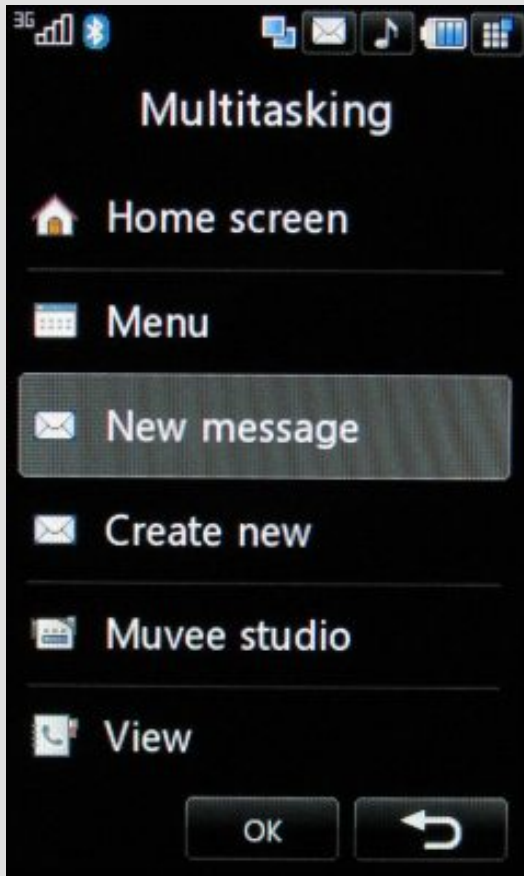 3G
Multitasking
Home screen
Menu
New message
Create new
Muvee studio
View
OK